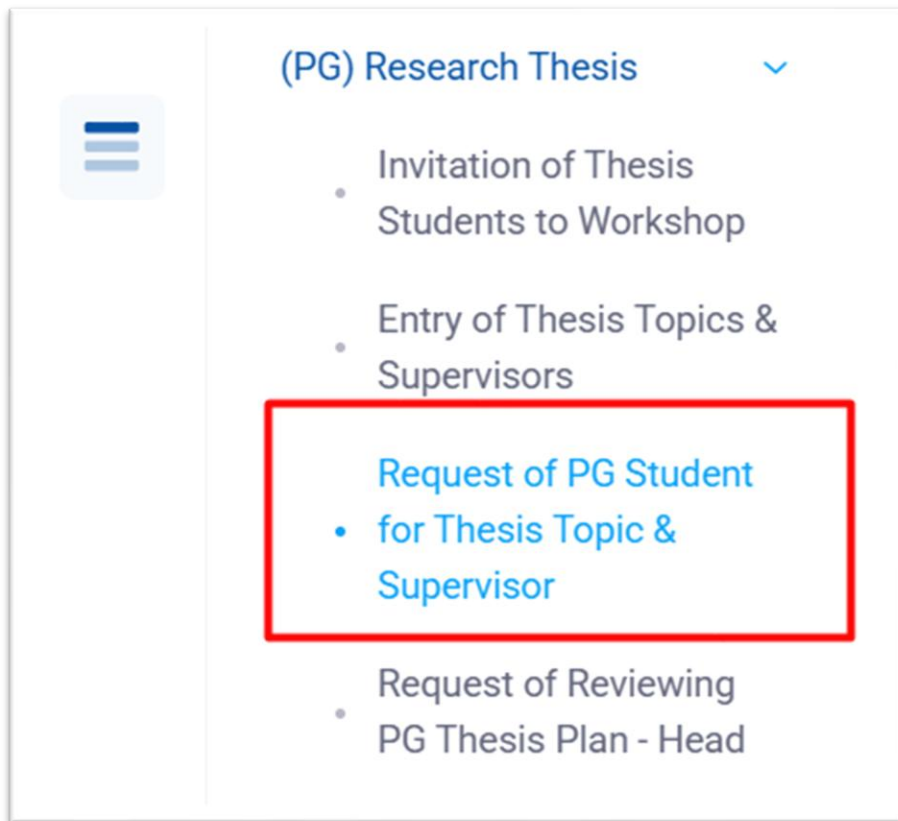 (PG) Research Thesis
Invitation of Thesis
Students to Workshop
Entry of Thesis Topics &
Supervisors
Request of PG Student
for Thesis Topic &
Supervisor
Request of Reviewing
PG Thesis Plan - Head